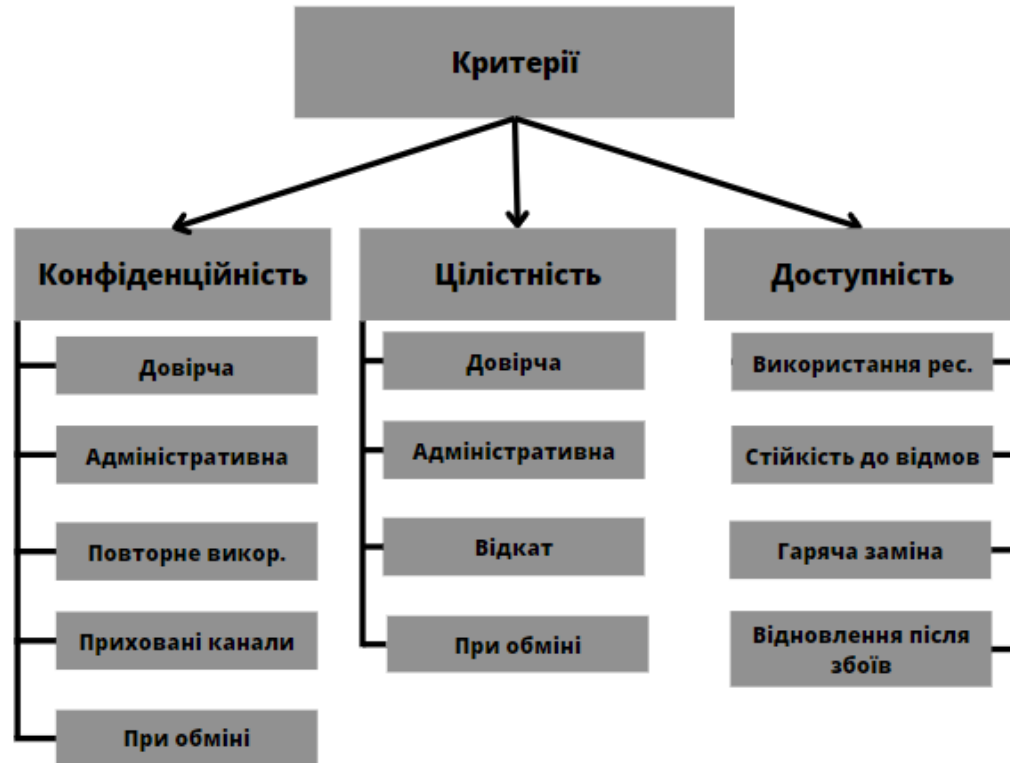 Критерії
Конфіденційність
Довірча
Адміністративна
Повторне викор.
Приховані канали
При обміні
Цілістність
Довірча
Адміністративна
Відкат
При обміні
Доступність
Використання рес.
Стійкість до відмов
Гаряча заміна
Відновлення після
збоїв